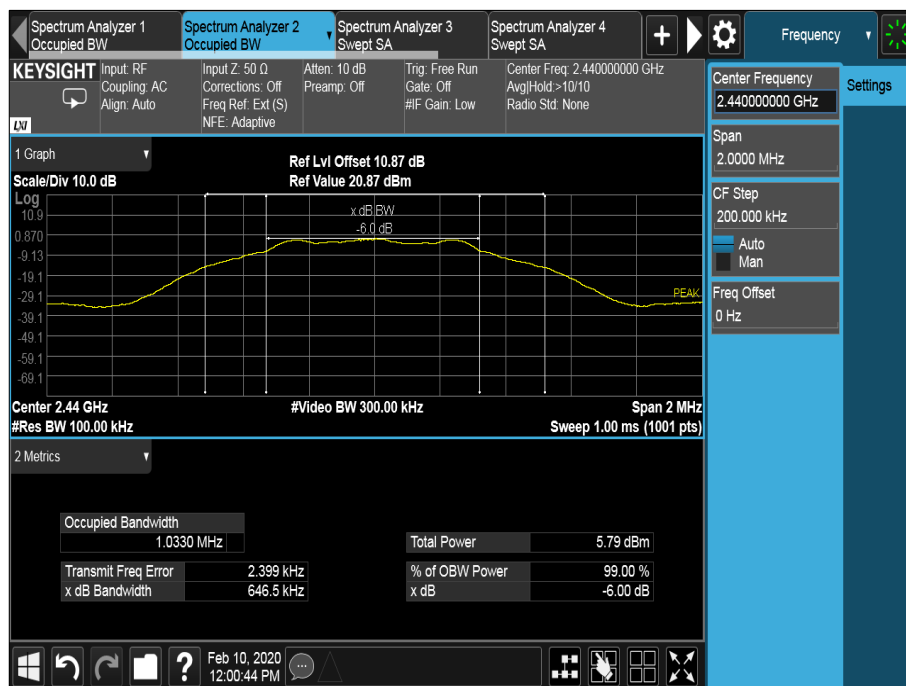 Spectrum Analyzer 1
Occupied BW
Spectrum Analyzer 2
Occupied BW
Spectrum Analyzer 3
Swept SA
Spectrum Analyzer 4
Swept SA
+
Frequency
KEYSIGHT
LXI
Input: RF
Coupling: AC
Align: Auto
Input Z: 50 Ω
Corrections: Off
Freq Ref: Ext (S)
NFE: Adaptive
Atten: 10 dB
Preamp: Off
Trig: Free Run
Gate: Off
#IF Gain: Low
Center Freq: 2.440000000 GHz
Avg|Hold:>10/10
Radio Std: None
Center Frequency
2.440000000 GHz
Settings
Span
2.0000 MHz
CF Step
200.000 kHz
Auto
Man
Freq Offset
0 Hz
1 Graph
Scale/Div 10.0 dB
Ref Lvl Offset 10.87 dB
Ref Value 20.87 dBm
Log
10.9
0.870
-9.13
-19.1
-29.1
-39.1
-49.1
-59.1
-69.1
x dB BW
-6.0 dB
PEAK
Center 2.44 GHz
#Video BW 300.00 kHz
Span 2 MHz
#Res BW 100.00 kHz
Sweep 1.00 ms (1001 pts)
2 Metrics
Occupied Bandwidth
1.0330 MHz
Total Power 5.79 dBm
Transmit Freq Error 2.399 kHz
% of OBW Power 99.00 %
x dB Bandwidth 646.5 kHz
x dB -6.00 dB
?
Feb 10, 2020
12:00:44 PM